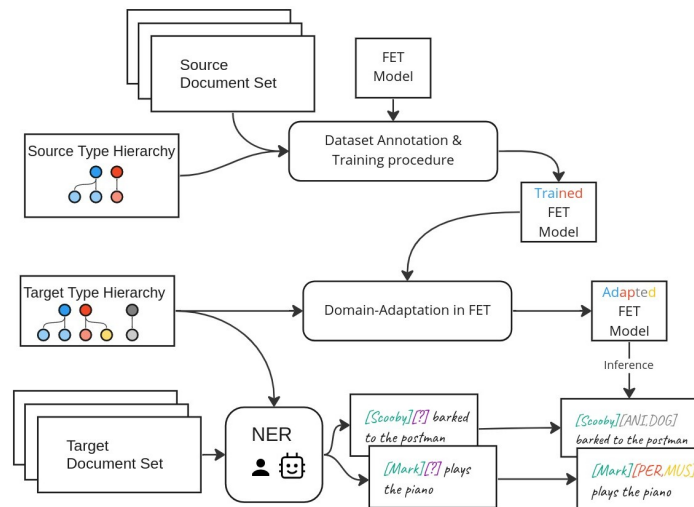 Source
Document Set
FET
Model
Source Type Hierarchy
Dataset Annotation &
Training procedure
Trained
FET
Model
Target Type Hierarchy
Domain-Adaptation in FET
Adapted
FET
Model
Inference
Target
Document Set
NER
[Scooby][?] barked
to the postman
[Mark][?] plays
the piano
[Scooby][ANI,DOG]
barked to the postman
[Mark][PER,MUS]
plays the piano